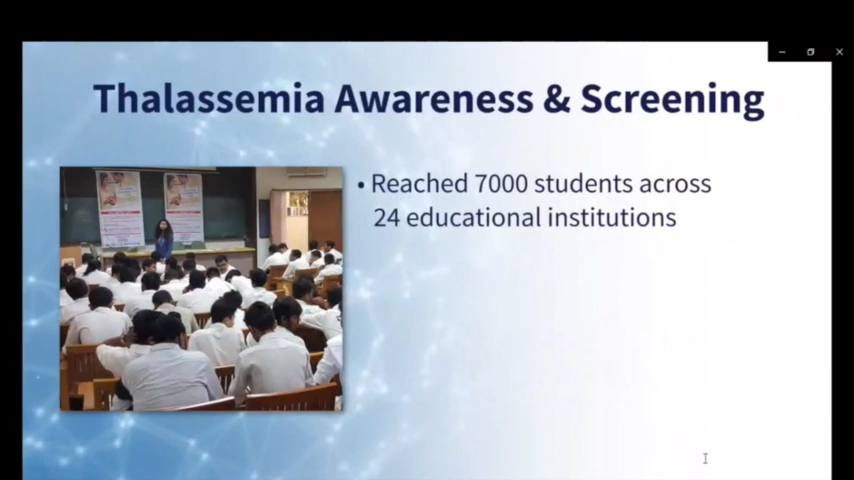 Thalassemia Awareness & Screening
• Reached 7000 students across
24 educational institutions